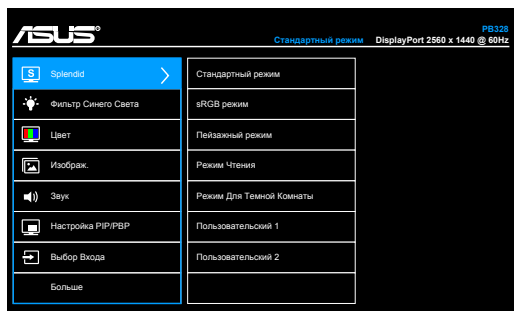 ASUS
PB328
Стандартный режим DisplayPort 2560 x 1440 @ 60Hz
S Splendid
Стандартный режим
Фильтр Синего Света
sRGB режим
Цвет
Пейзажный режим
Изображ.
Режим Чтения
Звук
Режим Для Темной Комнаты
Настройка PIP/PBP
Пользовательский 1
Выбор Входа
Пользовательский 2
Больше